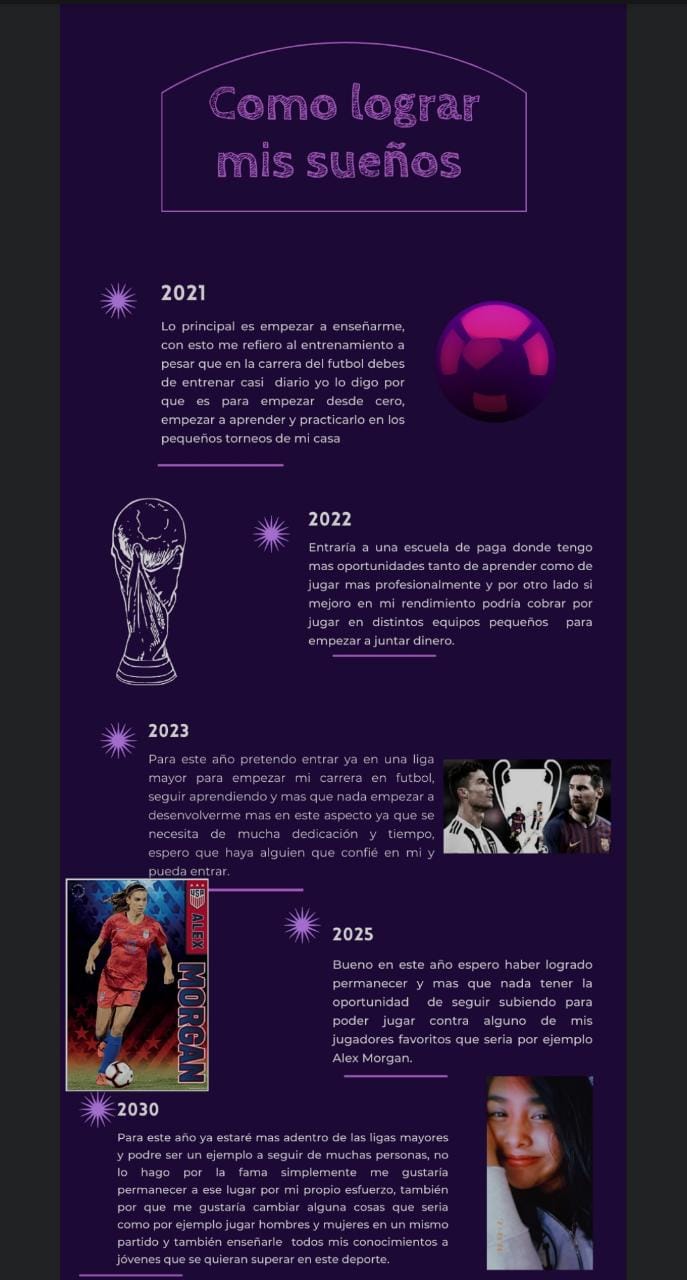 Como lograr
mis sueños
2021
Lo principal es empezar a enseñarme,
con esto me refiero al entrenamiento a
pesar que en la carrera del futbol debes
de entrenar casi diario yo lo digo por
que es para empezar desde cero,
empezar a aprender y practicarlo en los
pequeños torneos de mi casa
2022
Entraría a una escuela de paga donde tengo
mas oportunidades tanto de aprender como de
jugar mas profesionalmente y por otro lado si
mejoro en mi rendimiento podría cobrar por
jugar en distintos equipos pequeños para
empezar a juntar dinero.
2023
Para este año pretendo entrar ya en una liga
mayor para empezar mi carrera en futbol,
seguir aprendiendo y mas que nada empezar a
desenvolverme mas en este aspecto ya que se
necesita de mucha dedicación y tiempo,
espero que haya alguien que confié en mi y
pueda entrar.
ALEX
MORGAN
2025
Bueno en este año espero haber logrado
permanecer y mas que nada tener la
oportunidad de seguir subiendo para
poder jugar contra alguno de mis
jugadores favoritos que seria por ejemplo
Alex Morgan.
2030
Para este año ya estaré mas adentro de las ligas mayores
y podre ser un ejemplo a seguir de muchas personas, no
lo hago por la fama simplemente me gustaría
permanecer a ese lugar por mi propio esfuerzo, también
por que me gustaría cambiar alguna cosas que seria
como por ejemplo jugar hombres y mujeres en un mismo
partido y también enseñarle todos mis conocimientos a
jóvenes que se quieran superar en este deporte.